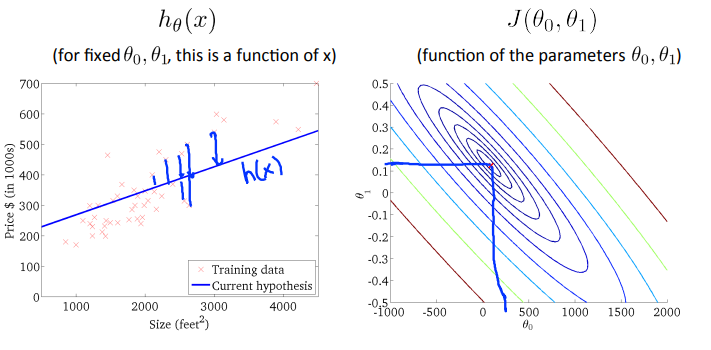 hθ(x)
(for fixed θ0, θ1, this is a function of x)
700
600
500
400
300
200
100
0
Price $ (in 1000s)
1000
2000
3000
4000
Size (feet2)
h(x)
Training data
Current hypothesis
J(θ0, θ1)
(function of the parameters θ0, θ1)
0.5
0.4
0.3
0.2
0.1
0
-0.1
-0.2
-0.3
-0.4
-0.5
θ1
-1000
-500
0
500
1000
1500
2000
θ0